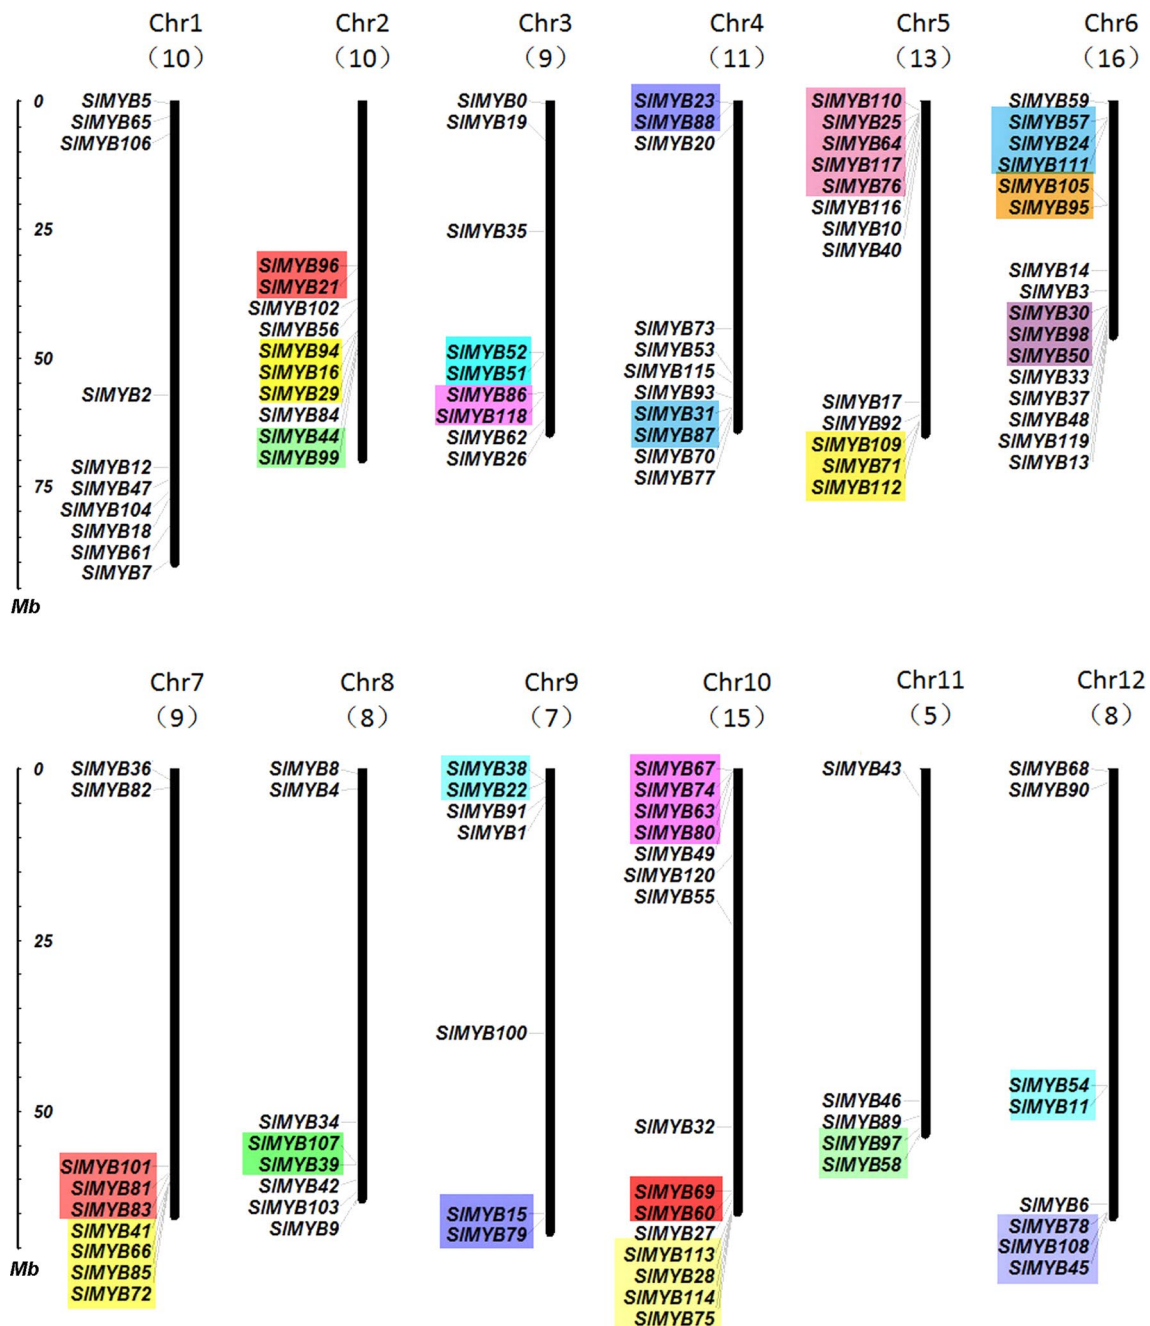 Chr1 Chr2 Chr3 Chr4 Chr5 Chr6
（10） （10） （9） （11） （13） （16）
0
25
50
75
Mb
SlMYB5
SlMYB65
SlMYB106
SlMYB2
SlMYB12
SlMYB47
SlMYB104
SlMYB18
SlMYB61
SlMYB7
SlMYB96
SlMYB21
SlMYB102
SlMYB56
SlMYB94
SlMYB16
SlMYB29
SlMYB84
SlMYB44
SlMYB99
SlMYB0
SlMYB19
SlMYB35
SlMYB52
SlMYB51
SlMYB86
SlMYB118
SlMYB62
SlMYB26
SlMYB23
SlMYB88
SlMYB20
SlMYB73
SlMYB53
SlMYB115
SlMYB93
SlMYB31
SlMYB87
SlMYB70
SlMYB77
SlMYB110
SlMYB25
SlMYB64
SlMYB117
SlMYB76
SlMYB116
SlMYB10
SlMYB40
SlMYB17
SlMYB92
SlMYB109
SlMYB71
SlMYB112
SlMYB59
SlMYB57
SlMYB24
SlMYB111
SlMYB105
SlMYB95
SlMYB14
SlMYB3
SlMYB30
SlMYB98
SlMYB50
SlMYB33
SlMYB37
SlMYB48
SlMYB119
SlMYB13
Chr7 Chr8 Chr9 Chr10 Chr11 Chr12
（9） （8） （7） （15） （5） （8）
0
25
50
Mb
SlMYB36
SlMYB82
SlMYB101
SlMYB81
SlMYB83
SlMYB41
SlMYB66
SlMYB85
SlMYB72
SlMYB8
SlMYB4
SlMYB34
SlMYB107
SlMYB39
SlMYB42
SlMYB103
SlMYB9
SlMYB38
SlMYB22
SlMYB91
SlMYB1
SlMYB100
SlMYB15
SlMYB79
SlMYB67
SlMYB74
SlMYB63
SlMYB80
SlMYB49
SlMYB120
SlMYB55
SlMYB32
SlMYB69
SlMYB60
SlMYB27
SlMYB113
SlMYB28
SlMYB114
SlMYB75
SlMYB43
SlMYB46
SlMYB89
SlMYB97
SlMYB58
SlMYB68
SlMYB90
SlMYB54
SlMYB11
SlMYB6
SlMYB78
SlMYB108
SlMYB45